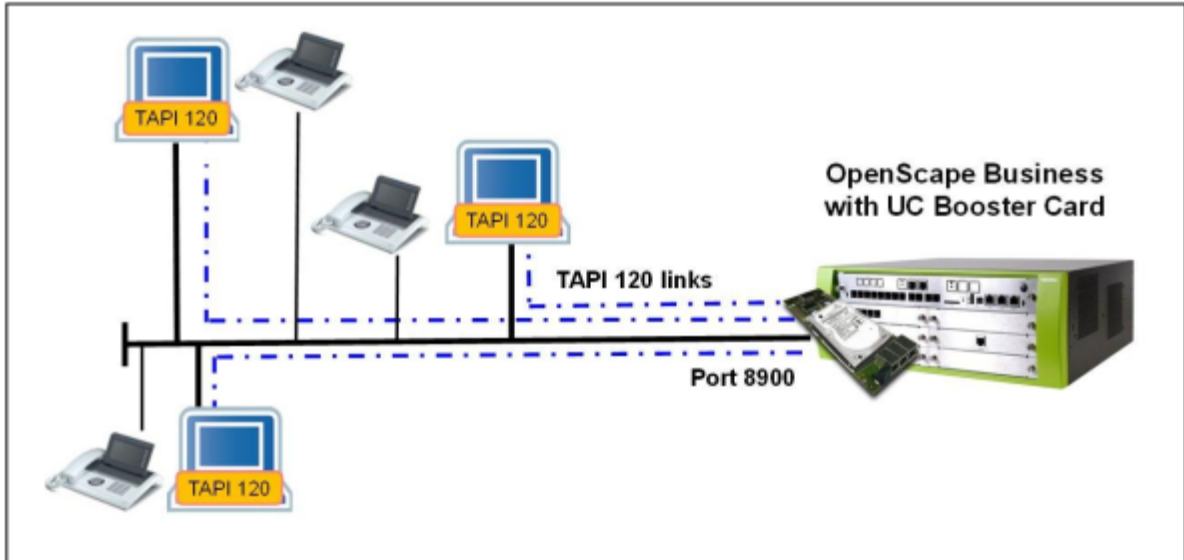 TAPI 120
TAPI 120
OpenScape Business
with UC Booster Card
TAPI 120 links
Port 8900
TAPI 120